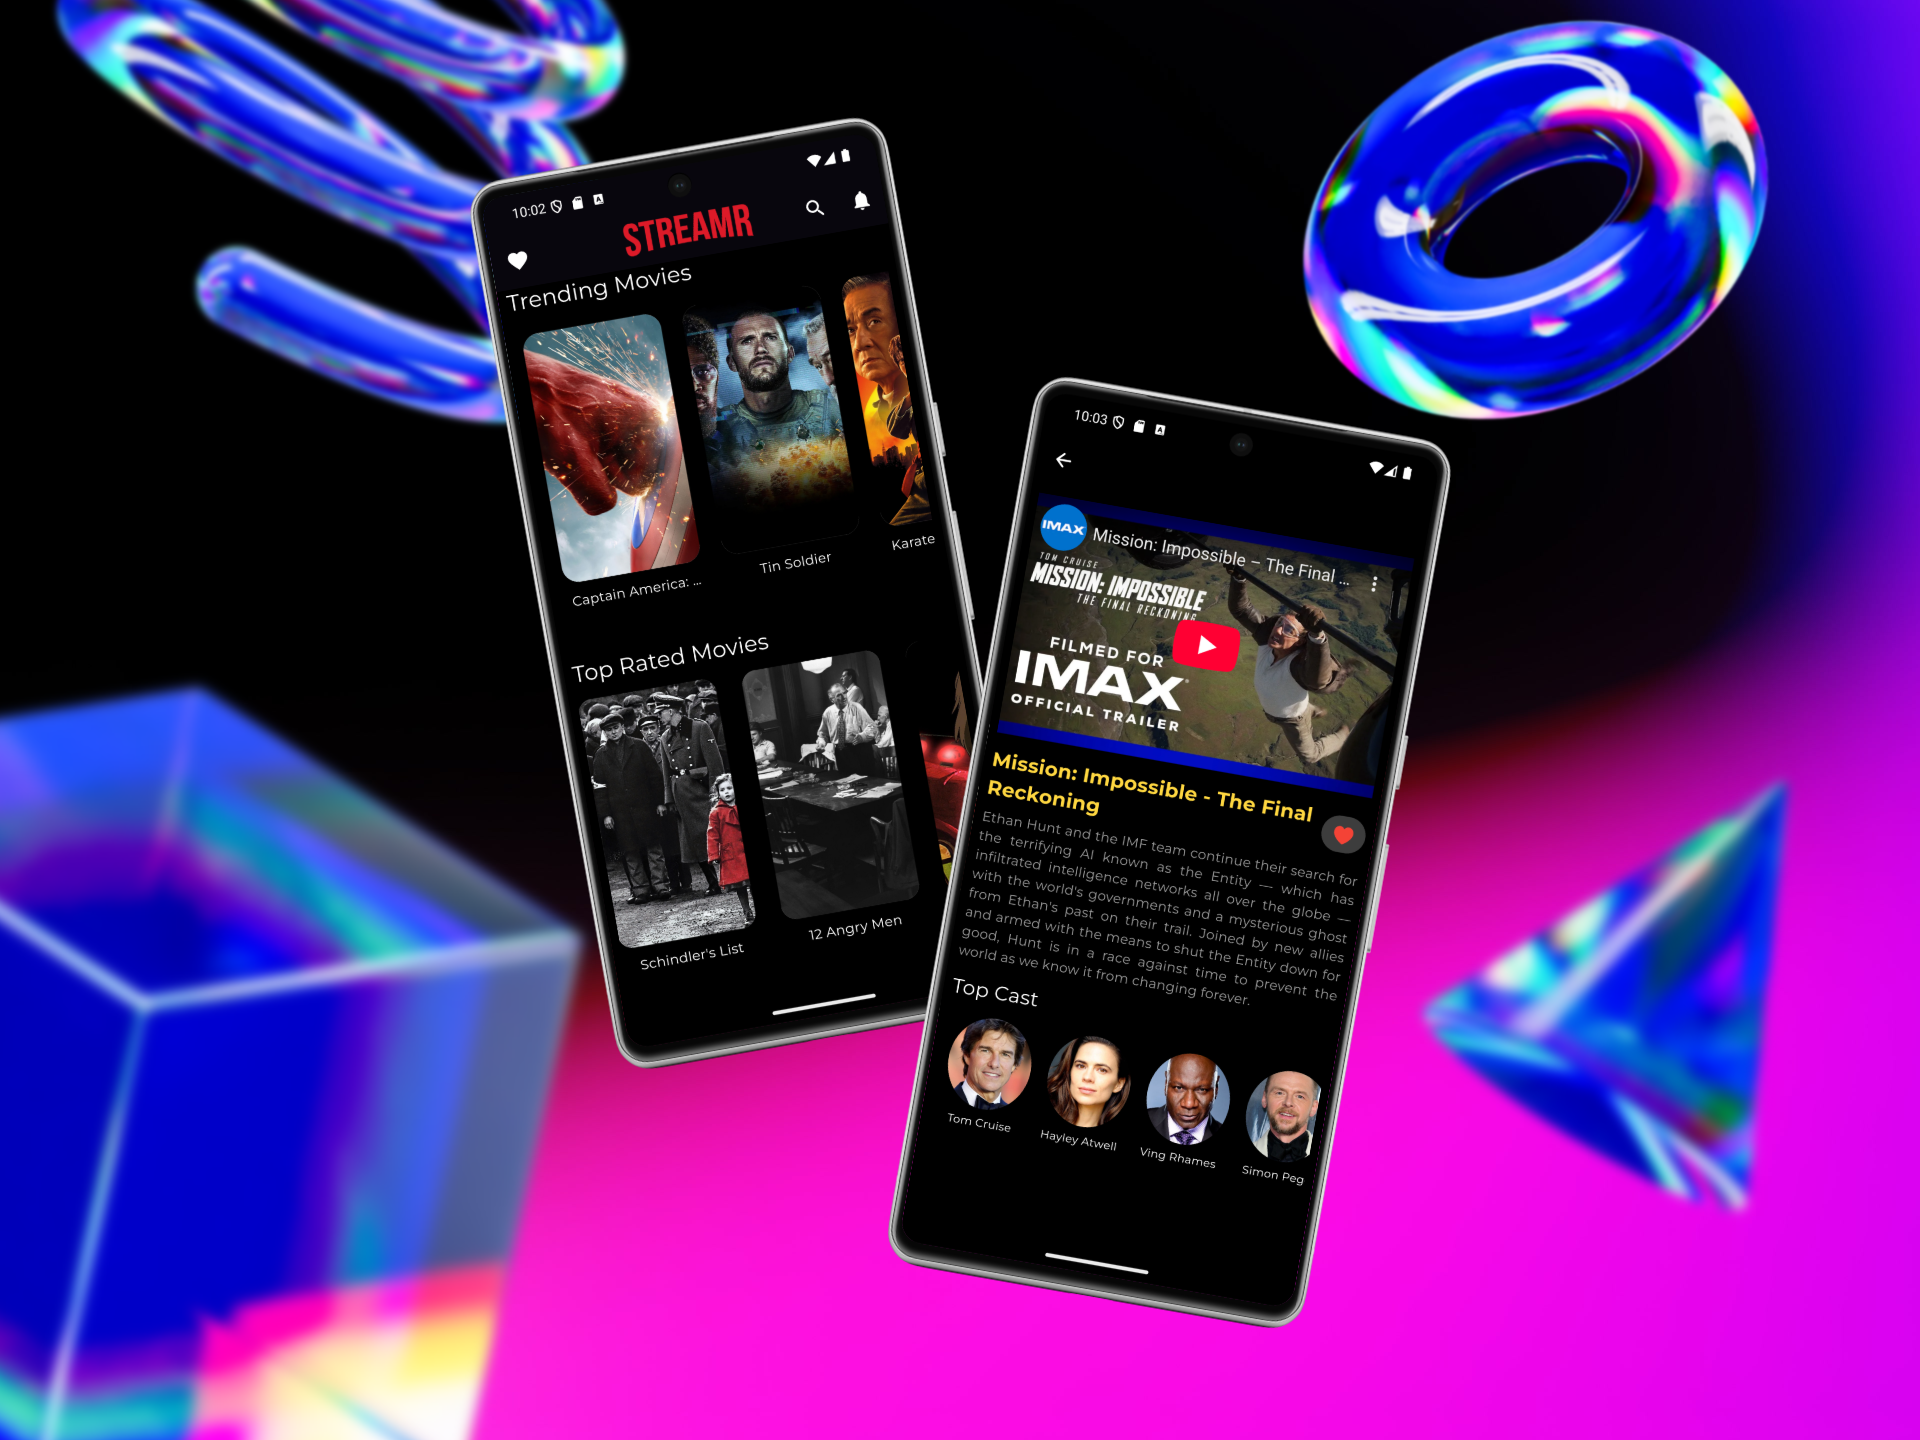 10:02
STREAMR
Trending Movies
Captain America: ...
Tin Soldier
Karate
Top Rated Movies
Schindler's List
12 Angry Men
10:03
IMAX
Mission: Impossible – The Final ...
TOM CRUISE
MISSION: IMPOSSIBLE
THE FINAL RECKONING
FILMED FOR
IMAX
OFFICIAL TRAILER
Mission: Impossible - The Final
Reckoning
Ethan Hunt and the IMF team continue their search for
the terrifying AI known as the Entity — which has
infiltrated intelligence networks all over the globe —
with the world's governments and a mysterious ghost
from Ethan's past on their trail. Joined by new allies
and armed with the means to shut the Entity down for
good, Hunt is in a race against time to prevent the
world as we know it from changing forever.
Top Cast
Tom Cruise
Hayley Atwell
Ving Rhames
Simon Peg